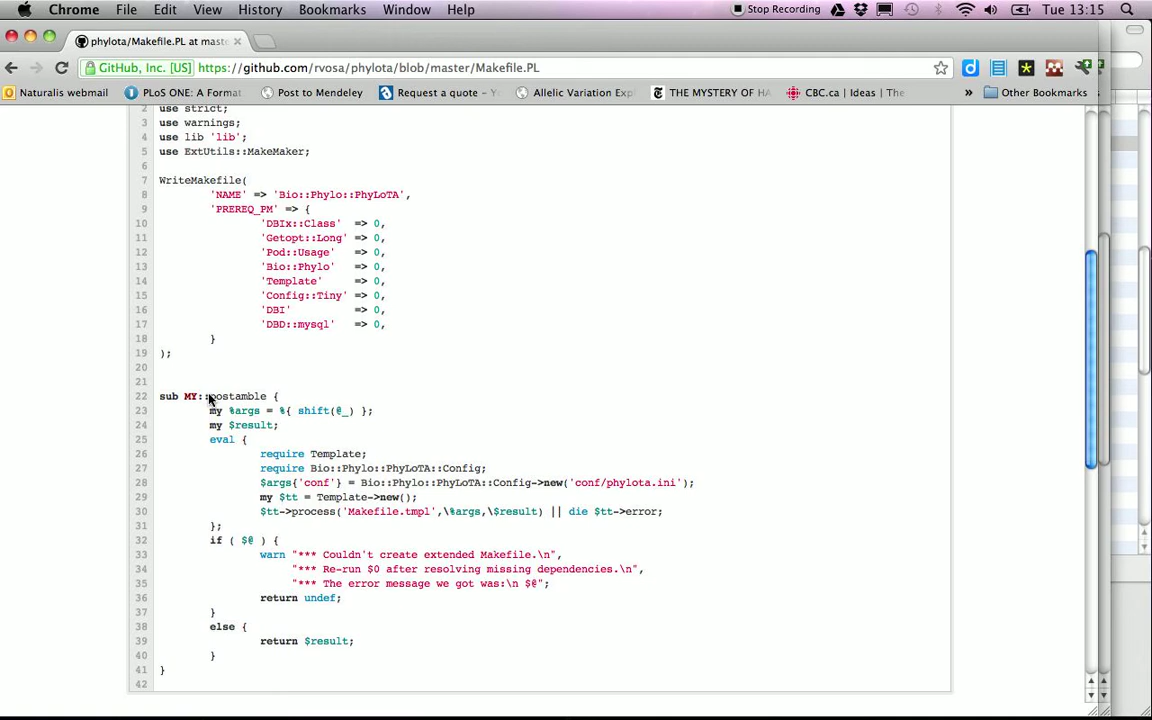 Chrome File Edit View History Bookmarks Window Help Stop Recording Tue 13:15
phylota/Makefile.PL at maste
GitHub, Inc. [US] https://github.com/rvosa/phylota/blob/master/Makefile.PL
Naturalis webmail PLoS ONE: A Format Post to Mendeley Request a quote - Yo Allelic Variation Exp THE MYSTERY OF HA CBC.ca | Ideas | The » Other Bookmarks
2 use strict;
3 use warnings;
4 use lib 'lib';
5 use ExtUtils::MakeMaker;
6
7 WriteMakefile(
8 'NAME' => 'Bio::Phylo::PhyLoTA',
9 'PREREQ_PM' => {
10 'DBIx::Class' => 0,
11 'Getopt::Long' => 0,
12 'Pod::Usage' => 0,
13 'Bio::Phylo' => 0,
14 'Template' => 0,
15 'Config::Tiny' => 0,
16 'DBI' => 0,
17 'DBD::mysql' => 0,
18 }
19 );
20
21
22 sub MY::postamble {
23 my %args = %{ shift(@_) };
24 my $result;
25 eval {
26 require Template;
27 require Bio::Phylo::PhyLoTA::Config;
28 $args{'conf'} = Bio::Phylo::PhyLoTA::Config->new('conf/phylota.ini');
29 my $tt = Template->new();
30 $tt->process('Makefile.tmpl',\%args,\$result) || die $tt->error;
31 };
32 if ( $@ ) {
33 warn "*** Couldn't create extended Makefile.\n",
34 "*** Re-run $0 after resolving missing dependencies.\n",
35 "*** The error message we got was:\n $@";
36 return undef;
37 }
38 else {
39 return $result;
40 }
41 }
42